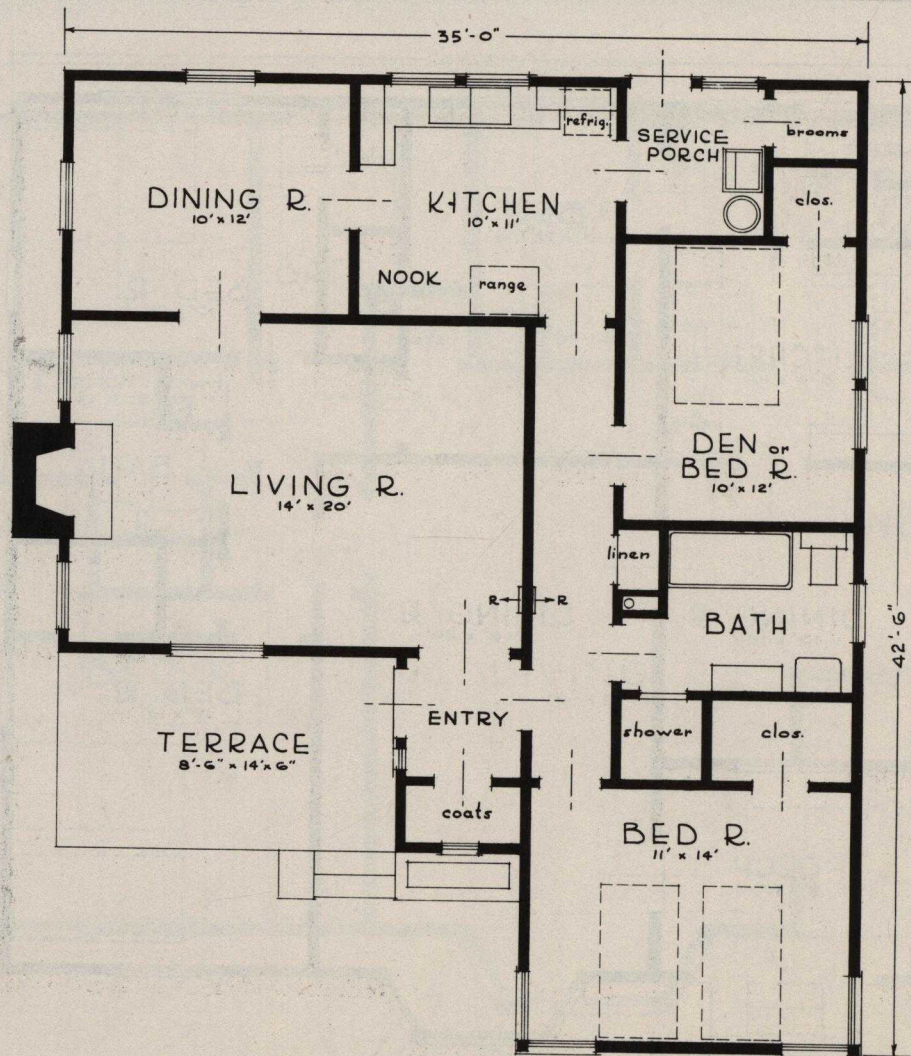 35'-0"
refrig.
SERVICE
PORCH
brooms
DINING R.
10' x 12'
KITCHEN
10' x 11'
clos.
NOOK
range
DEN or
BED R.
10' x 12'
LIVING R.
14' x 20'
linen
R R
BATH
42'-6"
ENTRY
shower
clos.
TERRACE
8'-6" x 14'x6"
coats
BED R.
11' x 14'